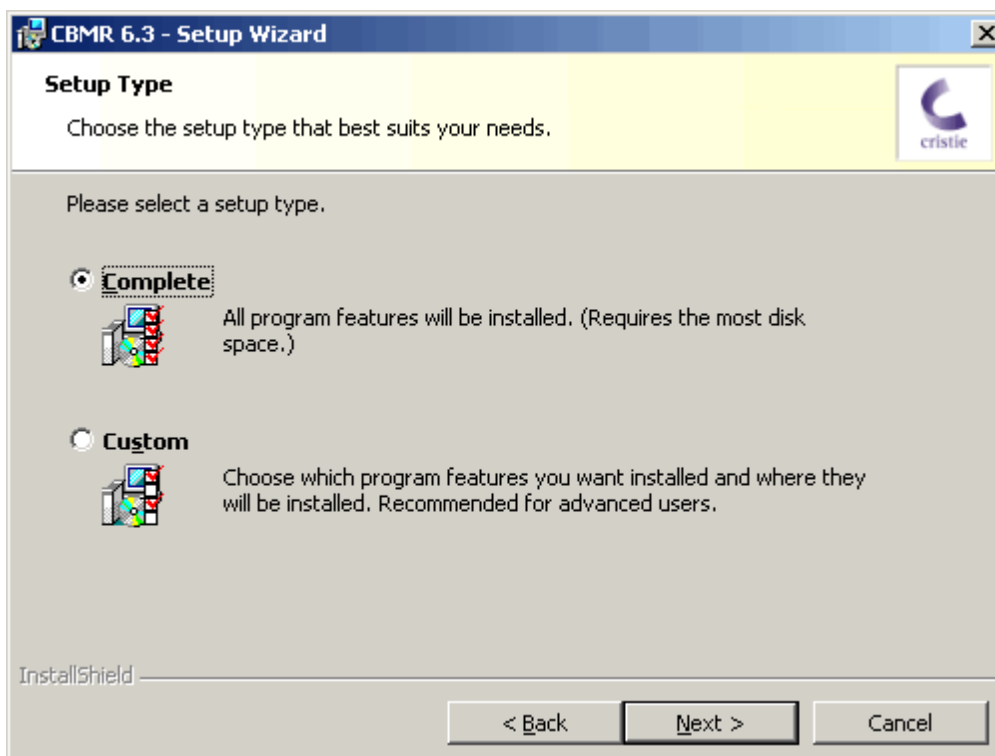 CBMR 6.3 - Setup Wizard
Setup Type
Choose the setup type that best suits your needs.
cristie
Please select a setup type.
Complete
All program features will be installed. (Requires the most disk
space.)
Custom
Choose which program features you want installed and where they
will be installed. Recommended for advanced users.
InstallShield
< Back
Next >
Cancel